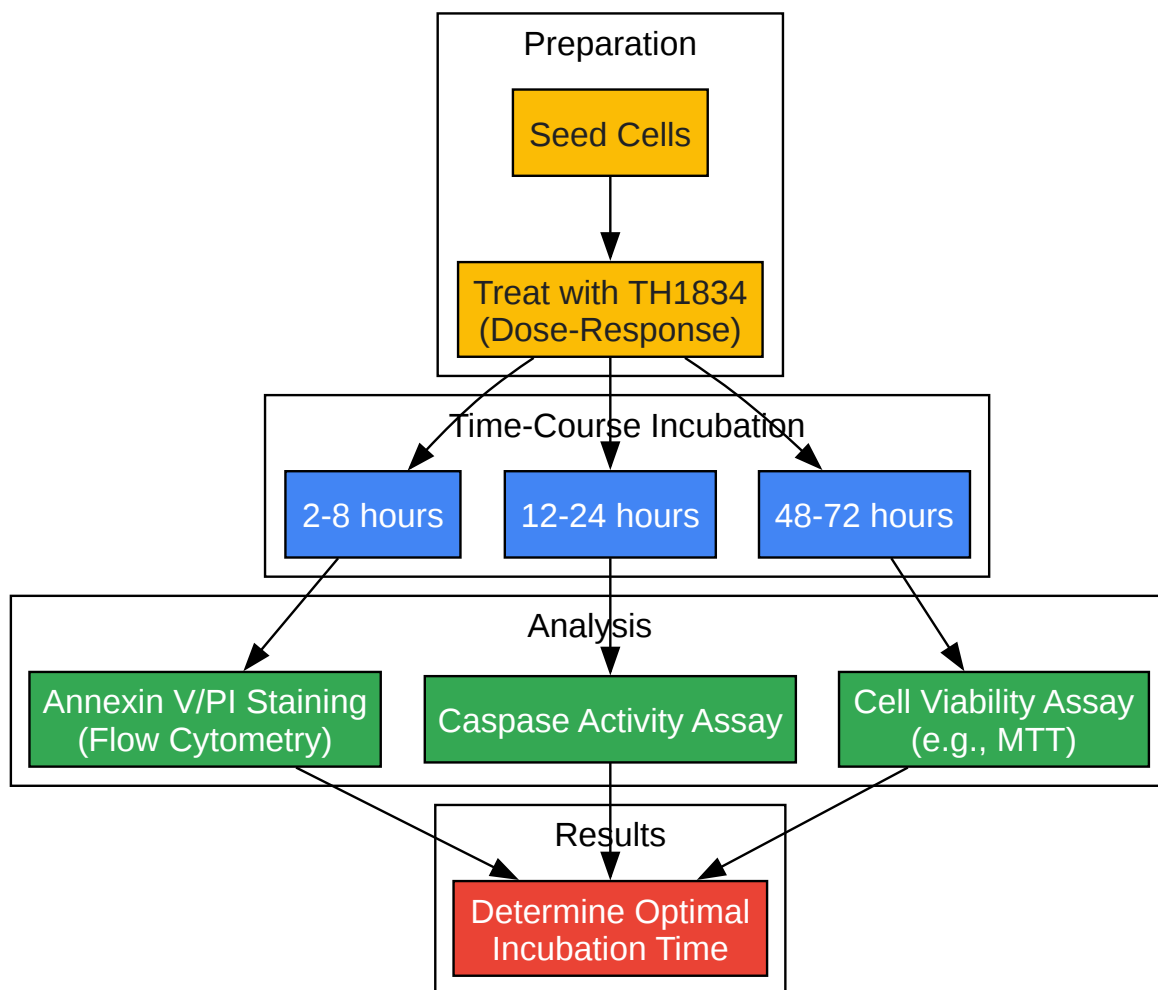 Preparation
Seed Cells
Treat with TH1834
(Dose-Response)
Time-Course Incubation
2-8 hours
12-24 hours
48-72 hours
Analysis
Annexin V/PI Staining
(Flow Cytometry)
Caspase Activity Assay
Cell Viability Assay
(e.g., MTT)
Results
Determine Optimal
Incubation Time